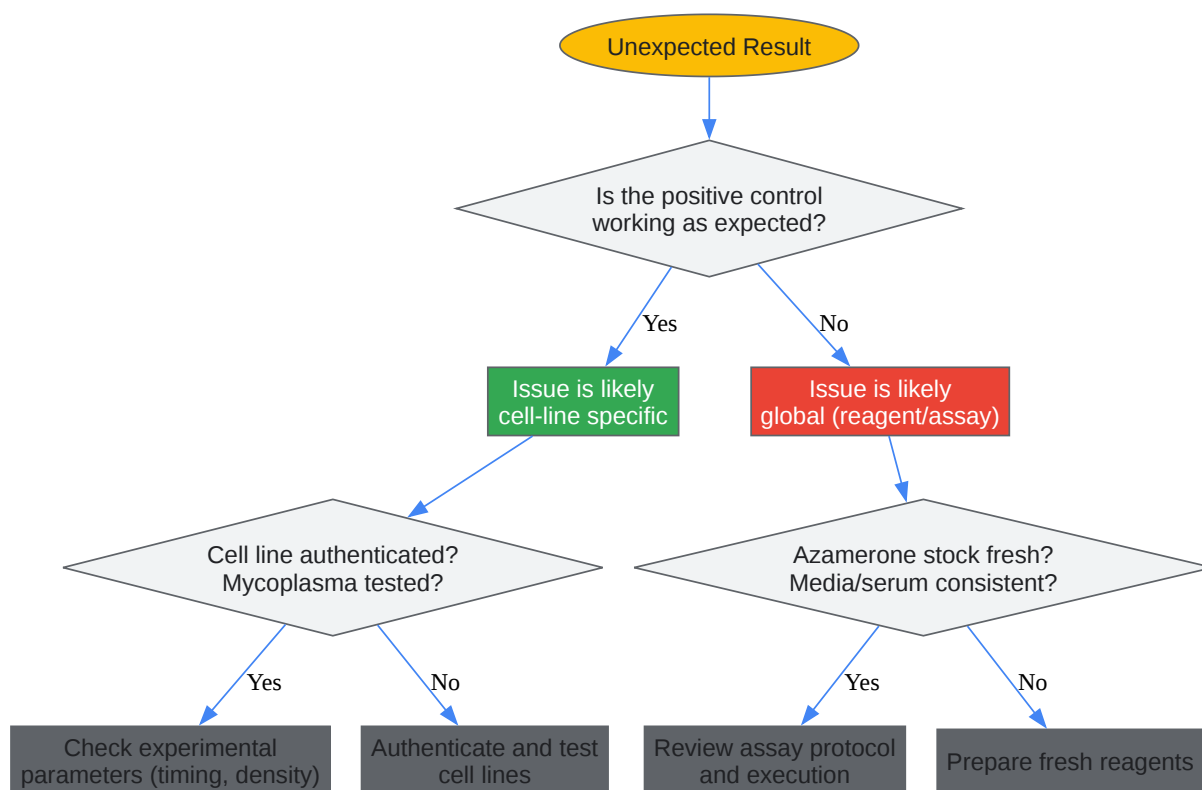 Unexpected Result
Is the positive control
working as expected?
Yes
No
Issue is likely
cell-line specific
Issue is likely
global (reagent/assay)
Cell line authenticated?
Mycoplasma tested?
Azamerone stock fresh?
Media/serum consistent?
Yes
No
Yes
No
Check experimental
parameters (timing, density)
Authenticate and test
cell lines
Review assay protocol
and execution
Prepare fresh reagents